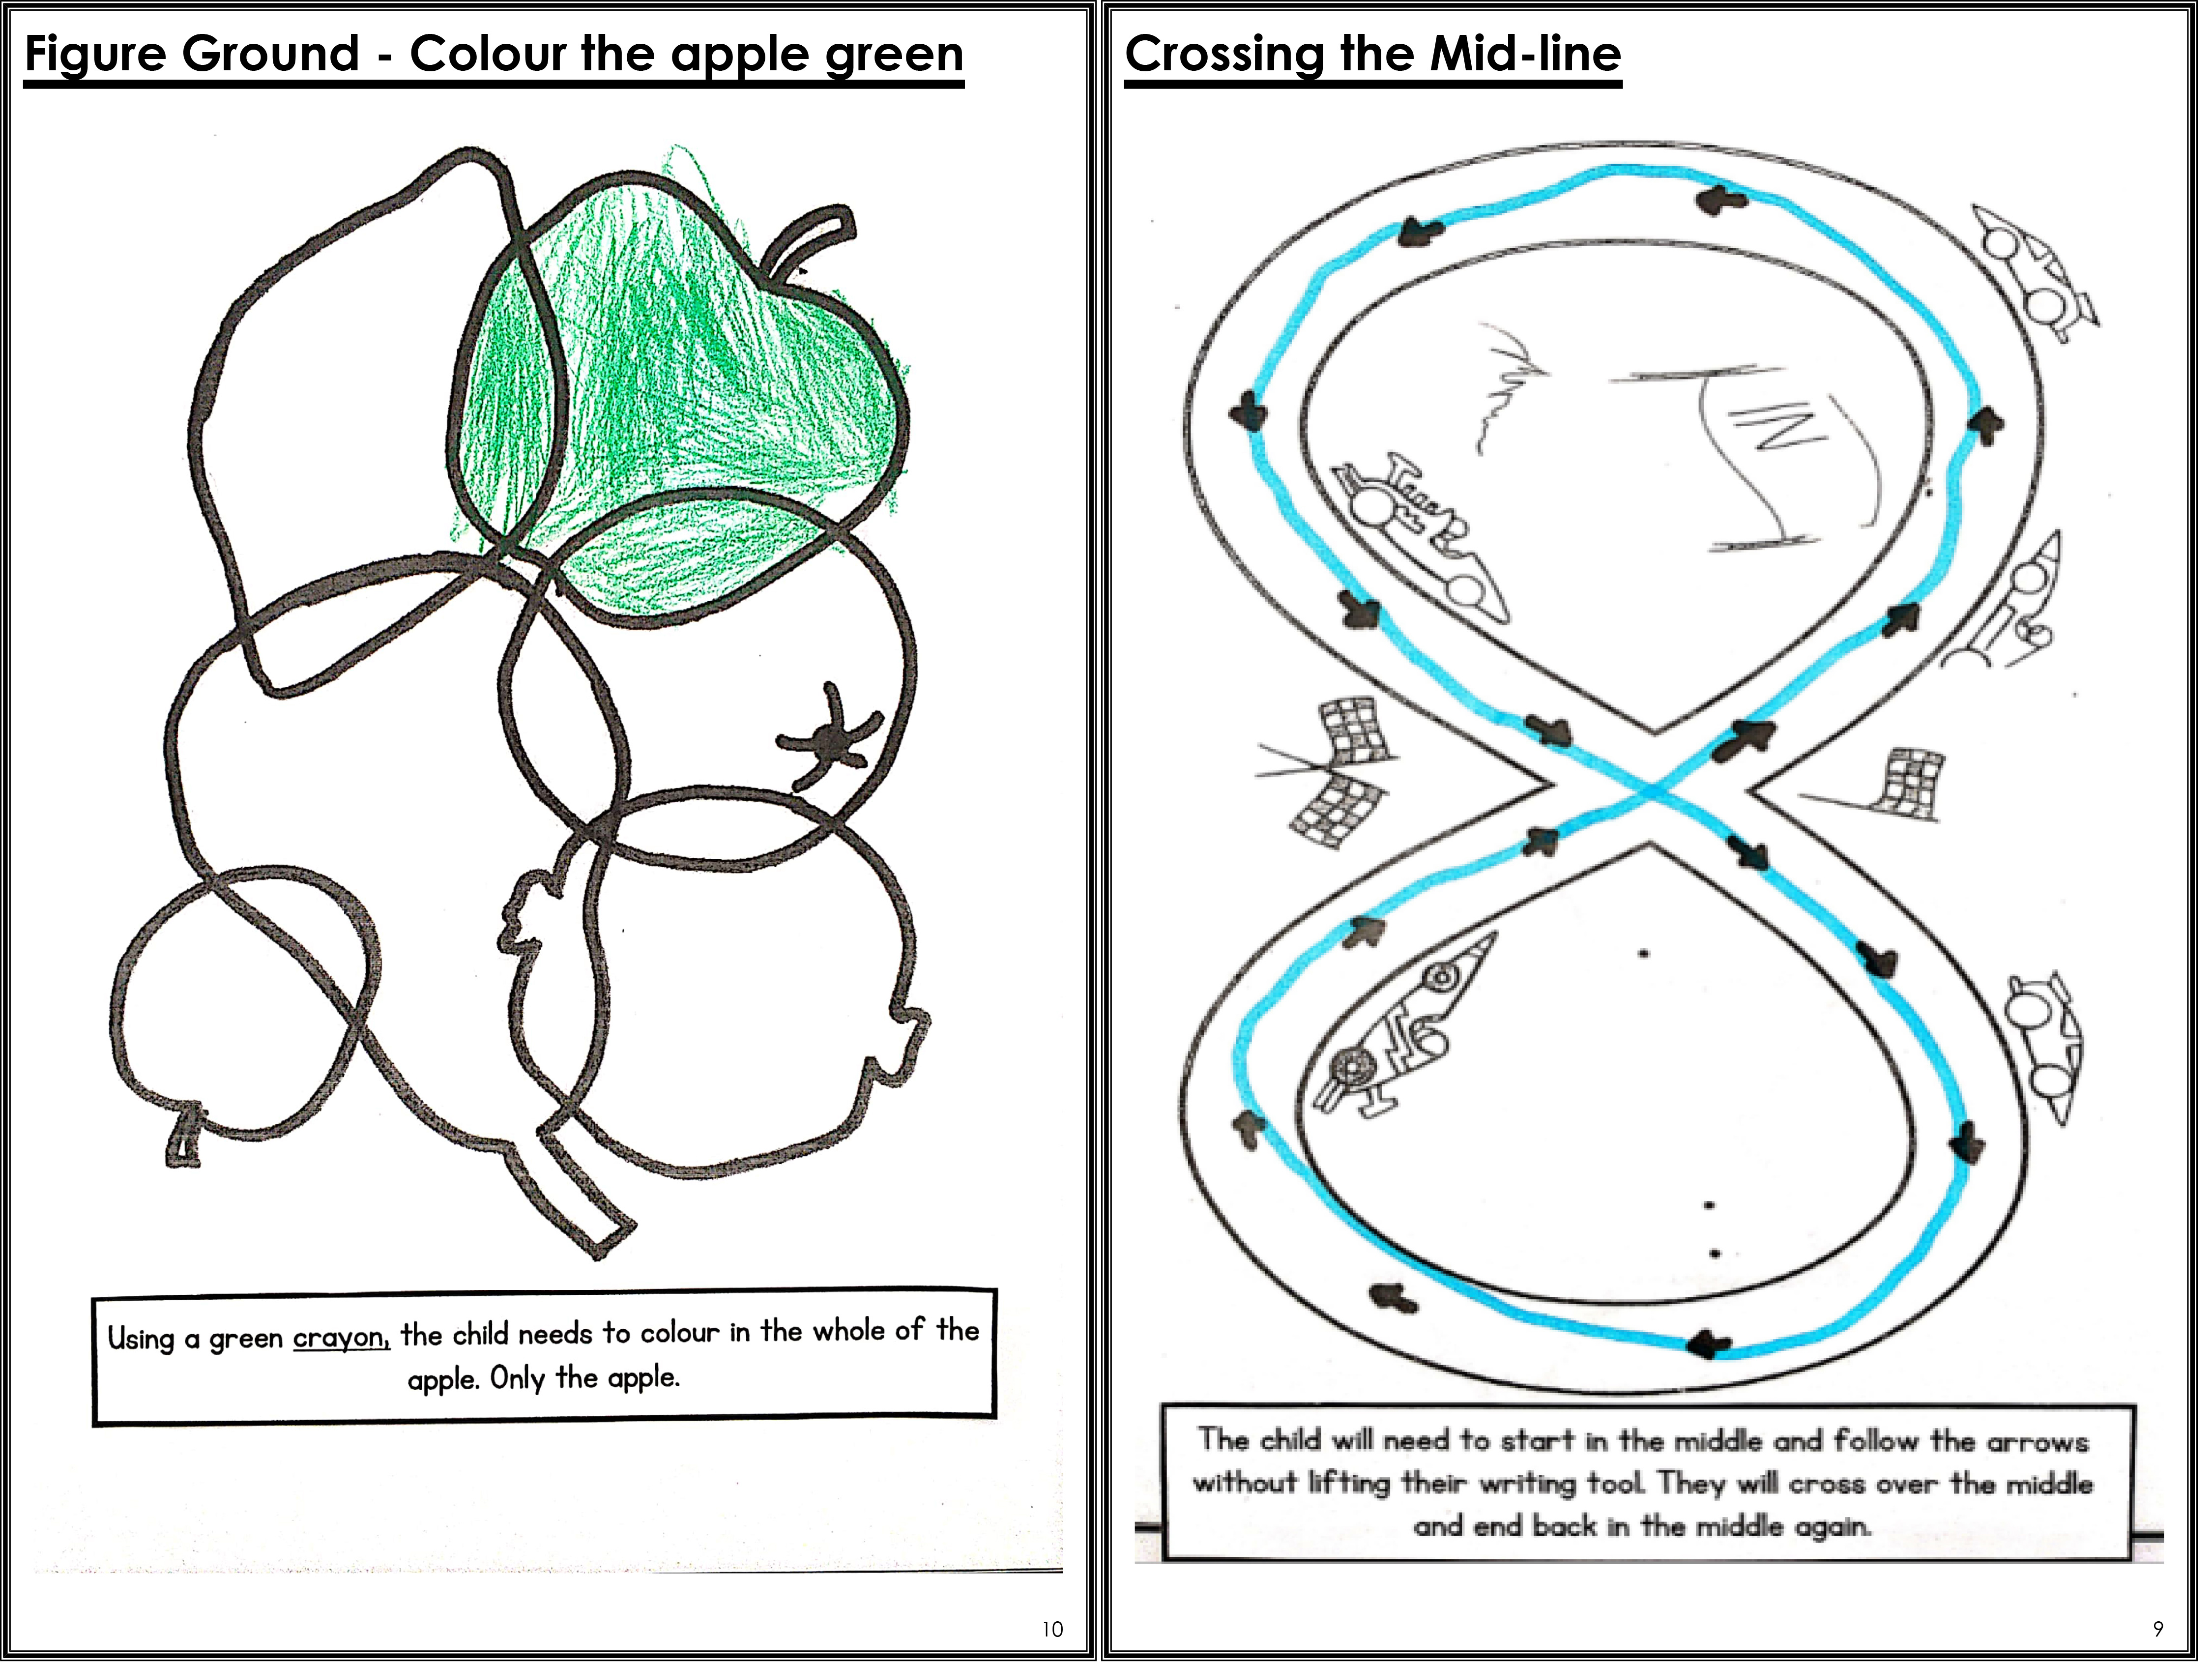 Figure Ground - Colour the apple green
Using a green crayon, the child needs to colour in the whole of the
apple. Only the apple.
10
Crossing the Mid-line
The child will need to start in the middle and follow the arrows
without lifting their writing tool. They will cross over the middle
and end back in the middle again.
9